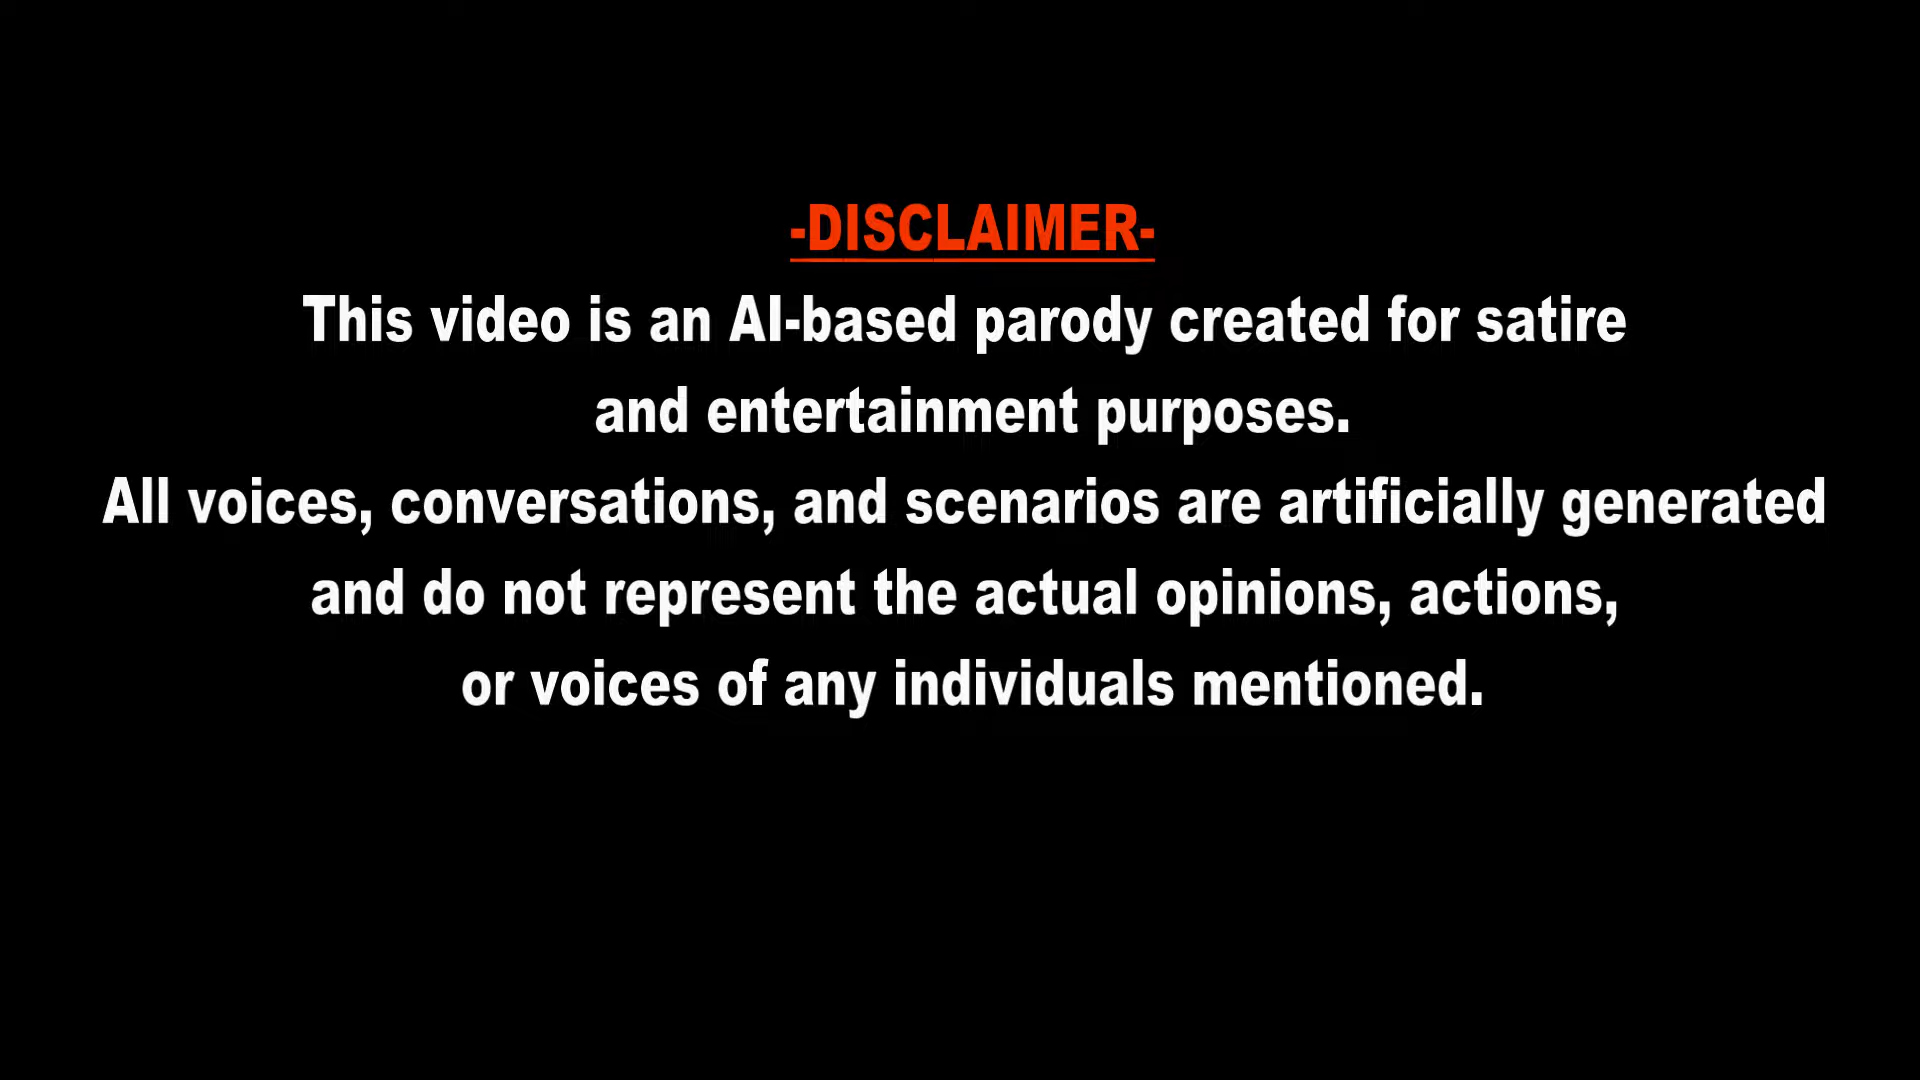 -DISCLAIMER-
This video is an AI-based parody created for satire
and entertainment purposes.
All voices, conversations, and scenarios are artificially generated
and do not represent the actual opinions, actions,
or voices of any individuals mentioned.